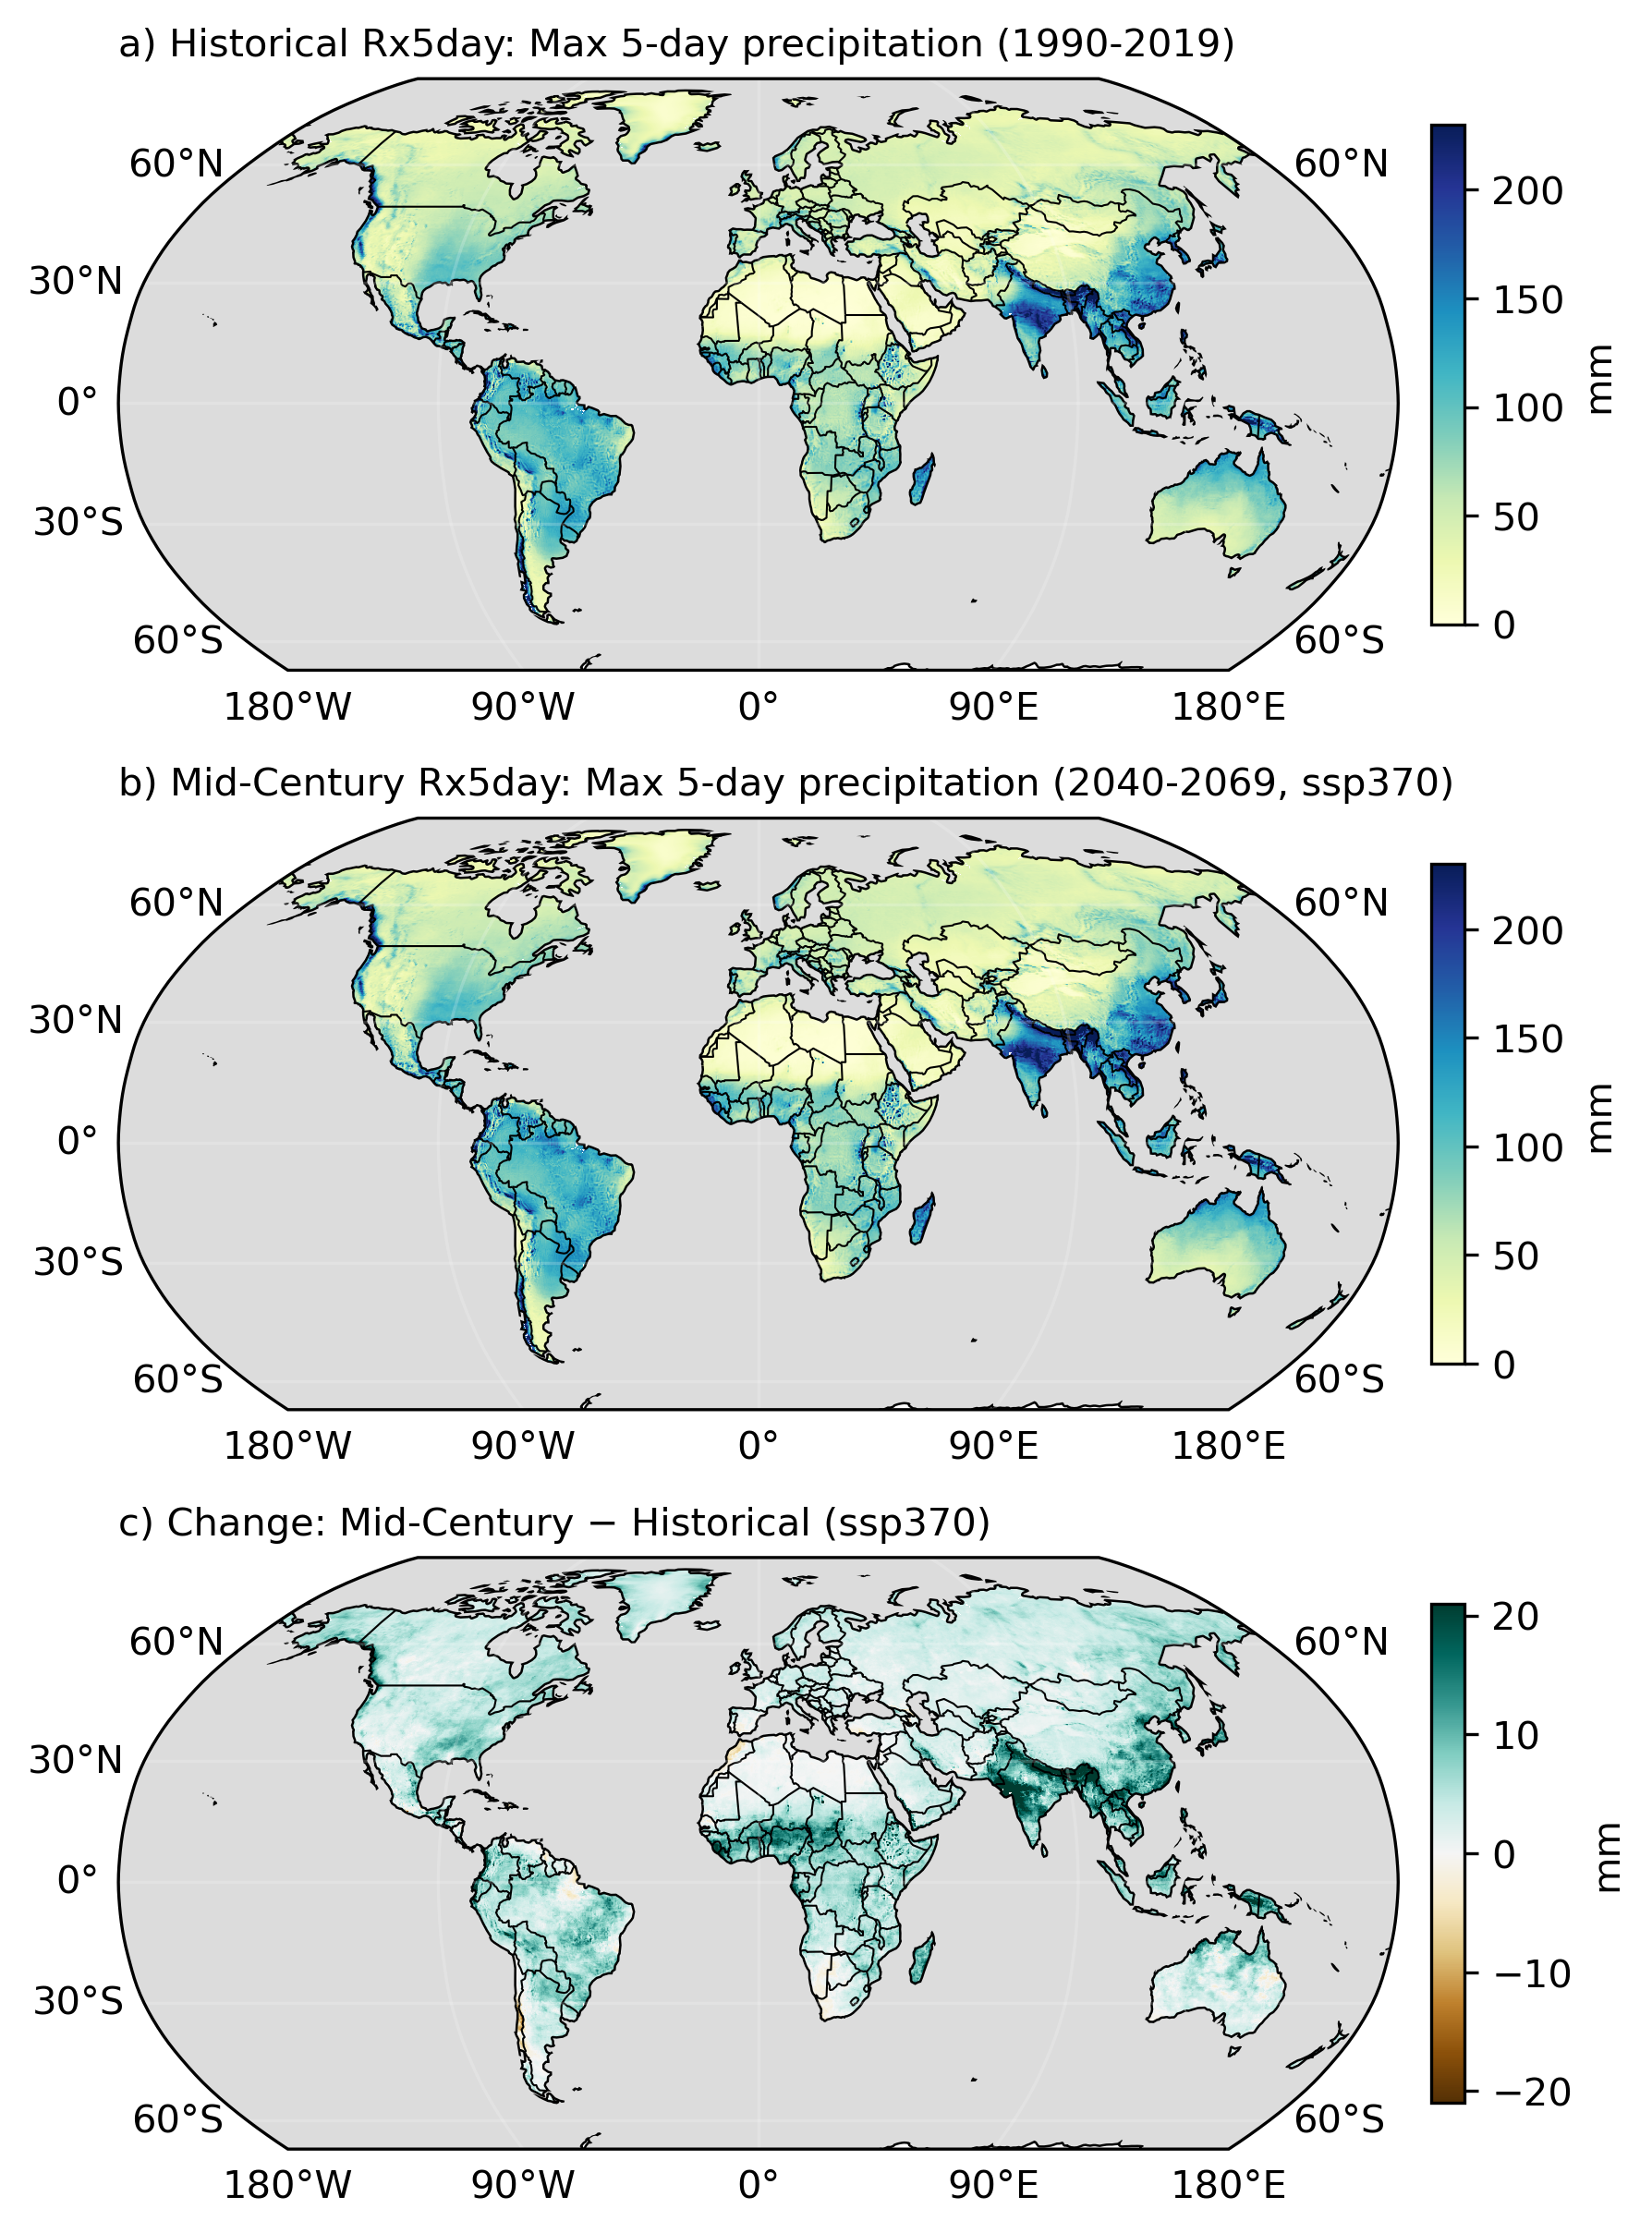 a) Historical Rx5day: Max 5-day precipitation (1990-2019)
60°N 60°N
30°N
0°
30°S
60°S 60°S
180°W 90°W 0° 90°E 180°E
200
150
100
50
0
mm
b) Mid-Century Rx5day: Max 5-day precipitation (2040-2069, ssp370)
60°N 60°N
30°N
0°
30°S
60°S 60°S
180°W 90°W 0° 90°E 180°E
200
150
100
50
0
mm
c) Change: Mid-Century − Historical (ssp370)
60°N 60°N
30°N
0°
30°S
60°S 60°S
180°W 90°W 0° 90°E 180°E
20
10
0
−10
−20
mm